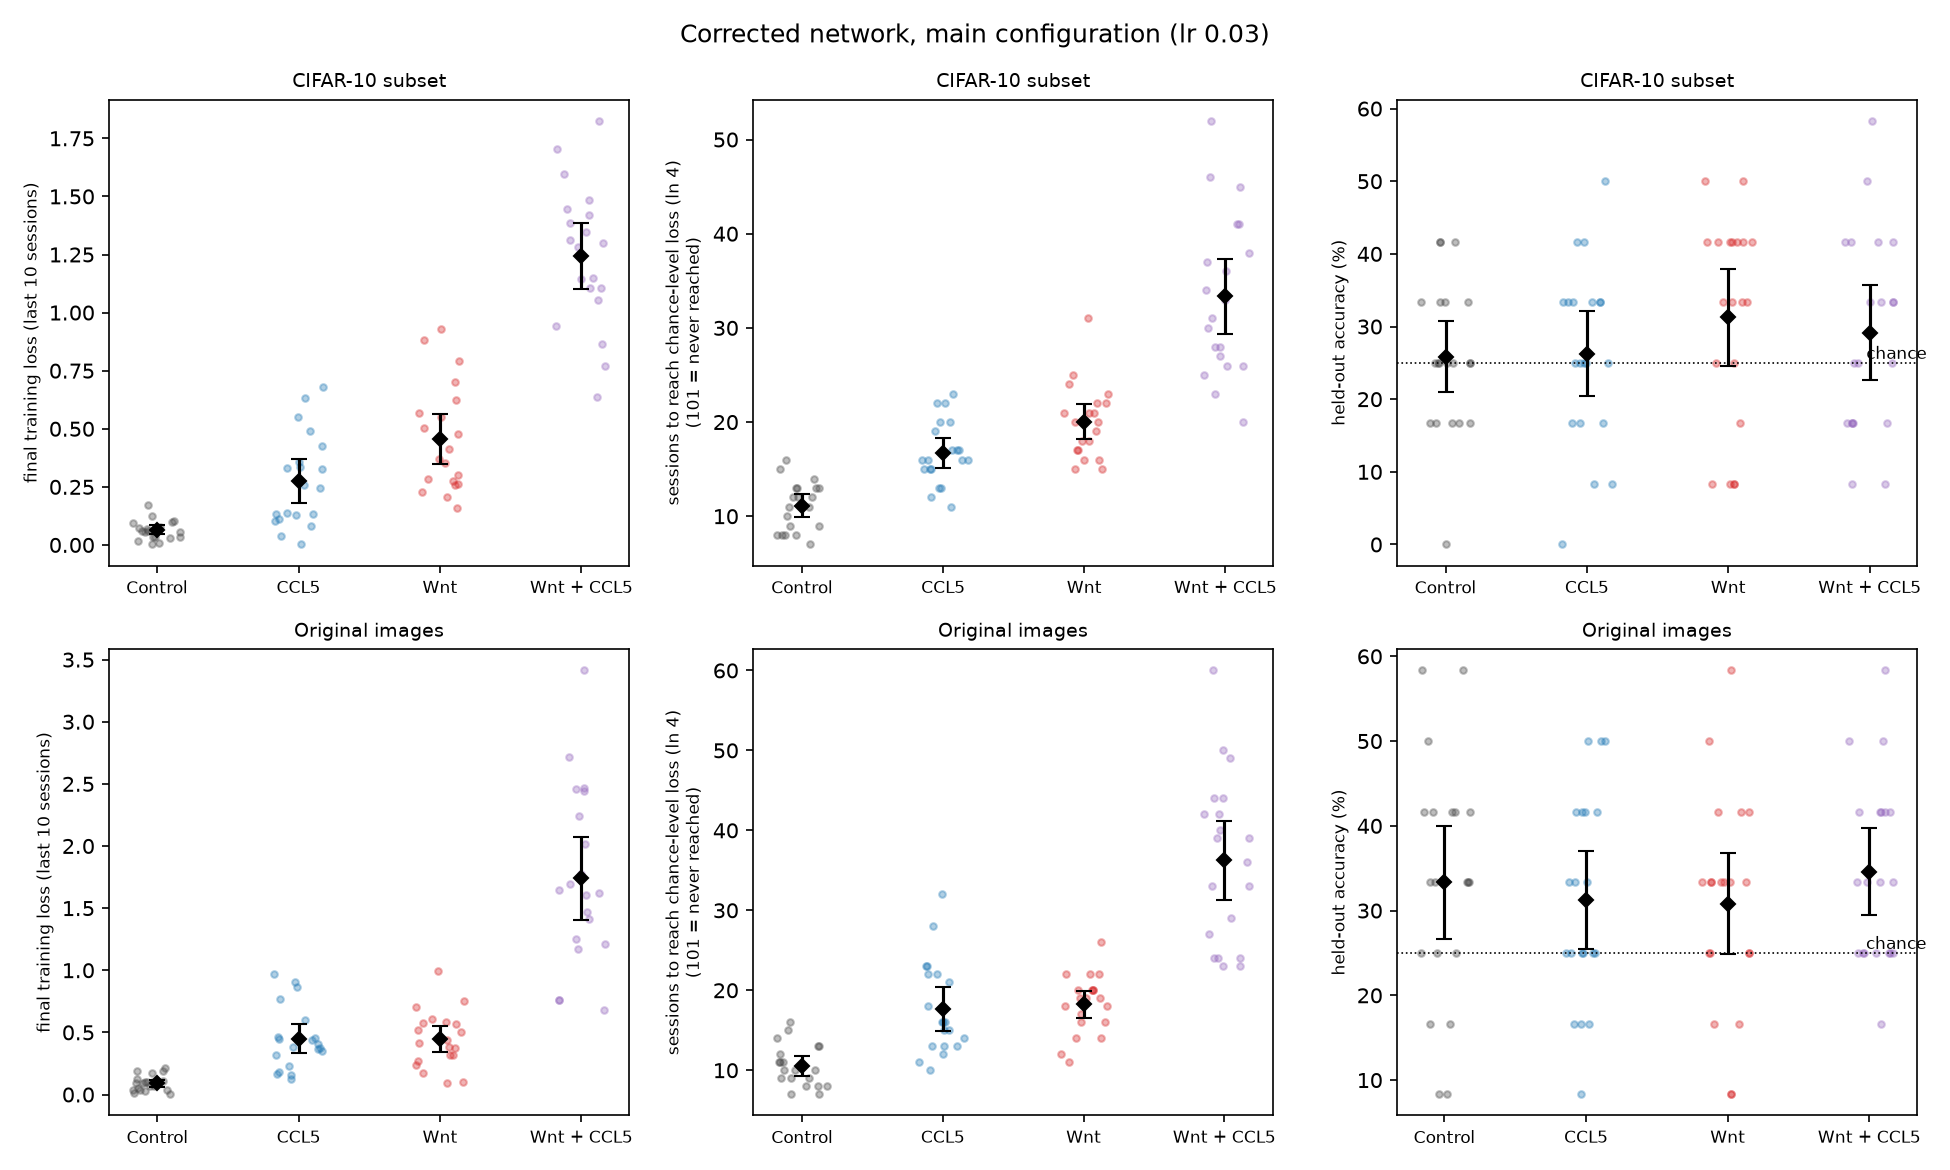 Corrected network, main configuration (lr 0.03)
CIFAR-10 subset
final training loss (last 10 sessions)
1.75
1.50
1.25
1.00
0.75
0.50
0.25
0.00
Control CCL5 Wnt Wnt + CCL5
CIFAR-10 subset
sessions to reach chance-level loss (ln 4)
(101 = never reached)
50
40
30
20
10
Control CCL5 Wnt Wnt + CCL5
CIFAR-10 subset
held-out accuracy (%)
60
50
40
30
20
10
0
chance
Control CCL5 Wnt Wnt + CCL5
Original images
final training loss (last 10 sessions)
3.5
3.0
2.5
2.0
1.5
1.0
0.5
0.0
Control CCL5 Wnt Wnt + CCL5
Original images
sessions to reach chance-level loss (ln 4)
(101 = never reached)
60
50
40
30
20
10
Control CCL5 Wnt Wnt + CCL5
Original images
held-out accuracy (%)
60
50
40
30
20
10
chance
Control CCL5 Wnt Wnt + CCL5